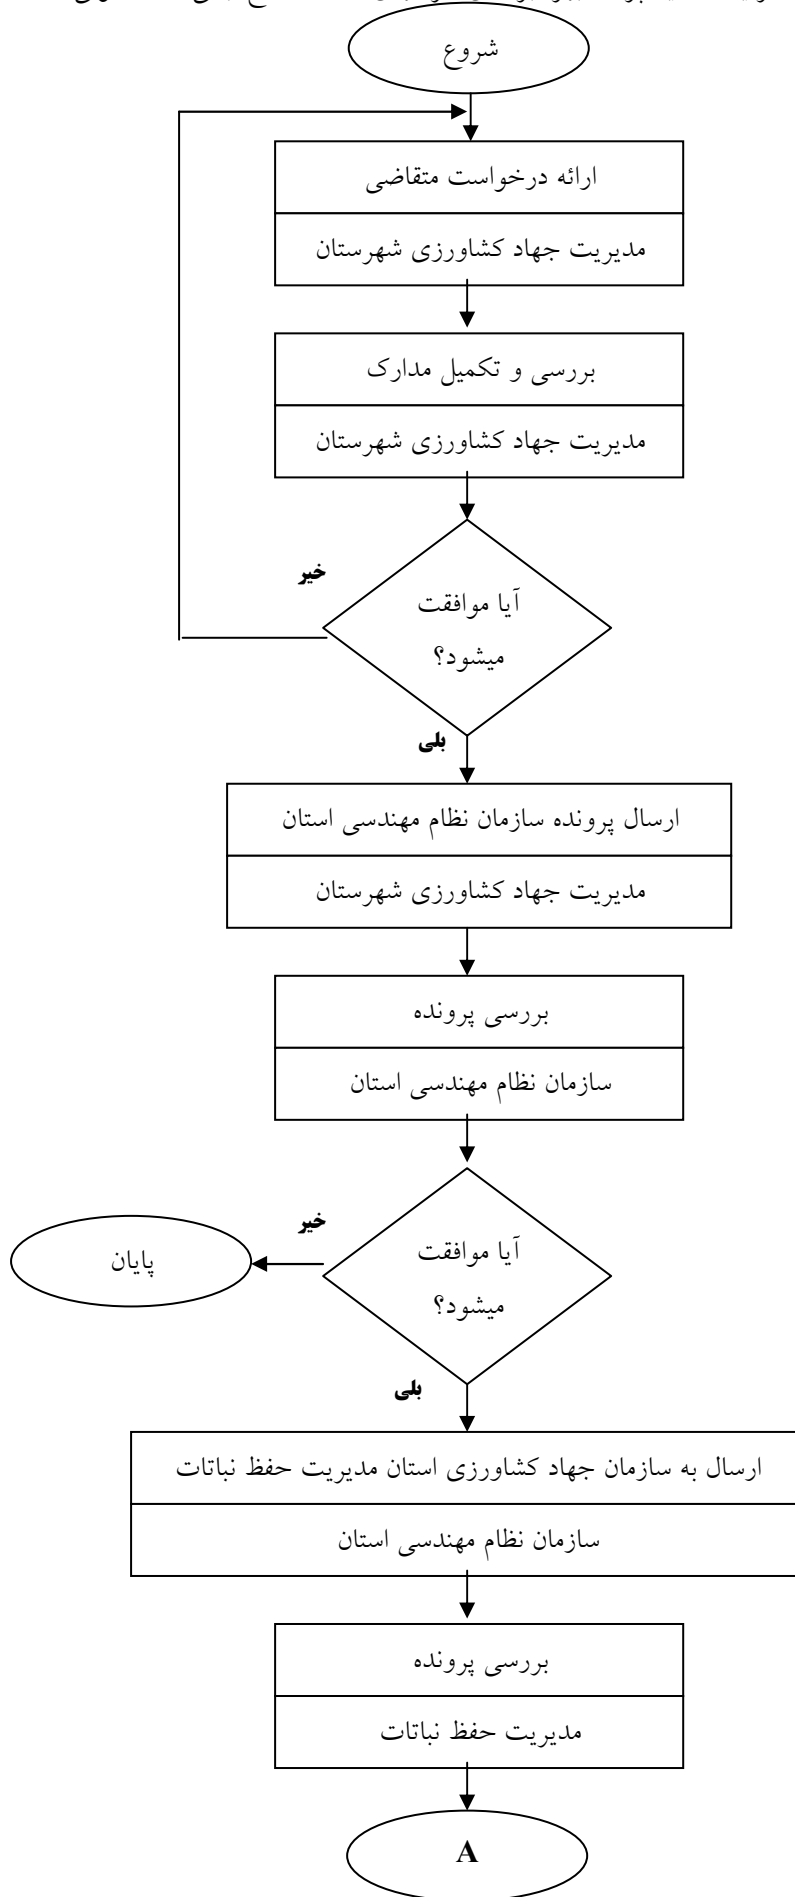 شروع
ارائه درخواست متقاضی
مدیریت جهاد کشاورزی شهرستان
بررسی و تکمیل مدارک
مدیریت جهاد کشاورزی شهرستان
خیر
آیا موافقت
میشود؟
بلی
ارسال پرونده سازمان نظام مهندسی استان
مدیریت جهاد کشاورزی شهرستان
بررسی پرونده
سازمان نظام مهندسی استان
خیر
آیا موافقت
میشود؟
پایان
بلی
ارسال به سازمان جهاد کشاورزی استان مدیریت حفظ نباتات
سازمان نظام مهندسی استان
بررسی پرونده
مدیریت حفظ نباتات
A